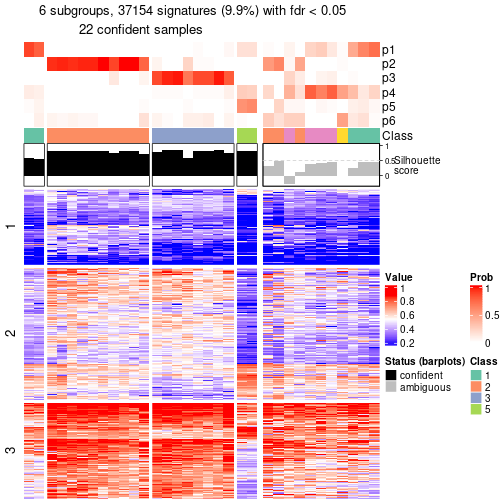 6 subgroups, 37154 signatures (9.9%) with fdr < 0.05
22 confident samples
p1
p2
p3
p4
p5
p6
Class
1
0.5
0
Silhouette
score
1
2
3
Value
1
0.8
0.6
0.4
0.2
Prob
1
0.5
0
Status (barplots)
confident
ambiguous
Class
1
2
3
5